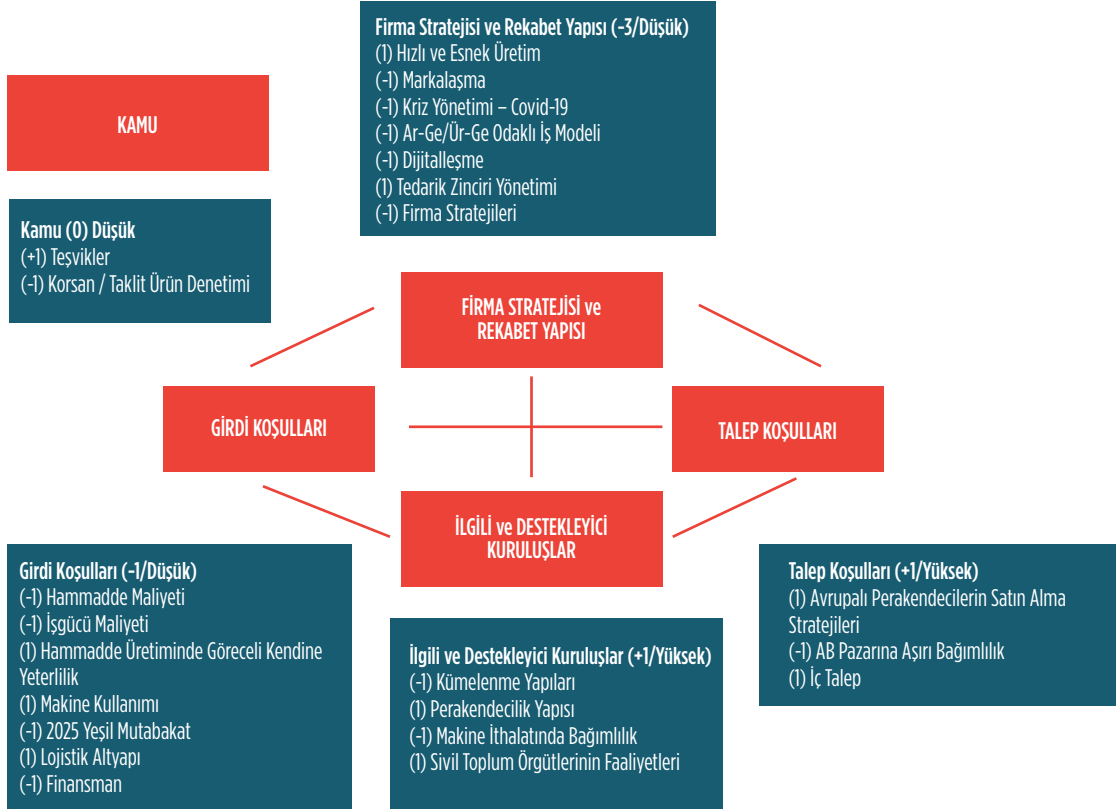 Firma Stratejisi ve Rekabet Yapısı (-3/Düşük)
(1) Hızlı ve Esnek Üretim
(-1) Markalaşma
(-1) Kriz Yönetimi – Covid-19
(-1) Ar-Ge/Ür-Ge Odaklı İş Modeli
(-1) Dijitalleşme
(1) Tedarik Zinciri Yönetimi
(-1) Firma Stratejileri
KAMU
Kamu (0) Düşük
(+1) Teşvikler
(-1) Korsan / Taklit Ürün Denetimi
FİRMA STRATEJİSİ ve
REKABET YAPISI
GİRDİ KOŞULLARI
TALEP KOŞULLARI
İLGİLİ ve DESTEKLEYİCİ
KURULUŞLAR
Girdi Koşulları (-1/Düşük)
(-1) Hammadde Maliyeti
(-1) İşgücü Maliyeti
(1) Hammadde Üretiminde Göreceli Kendine
Yeterlilik
(1) Makine Kullanımı
(-1) 2025 Yeşil Mutabakat
(1) Lojistik Altyapı
(-1) Finansman
İlgili ve Destekleyici Kuruluşlar (+1/Yüksek)
(-1) Kümelenme Yapıları
(1) Perakendecilik Yapısı
(-1) Makine İthalatında Bağımlılık
(1) Sivil Toplum Örgütlerinin Faaliyetleri
Talep Koşulları (+1/Yüksek)
(1) Avrupalı Perakendecilerin Satın Alma
Stratejileri
(-1) AB Pazarına Aşırı Bağımlılık
(1) İç Talep